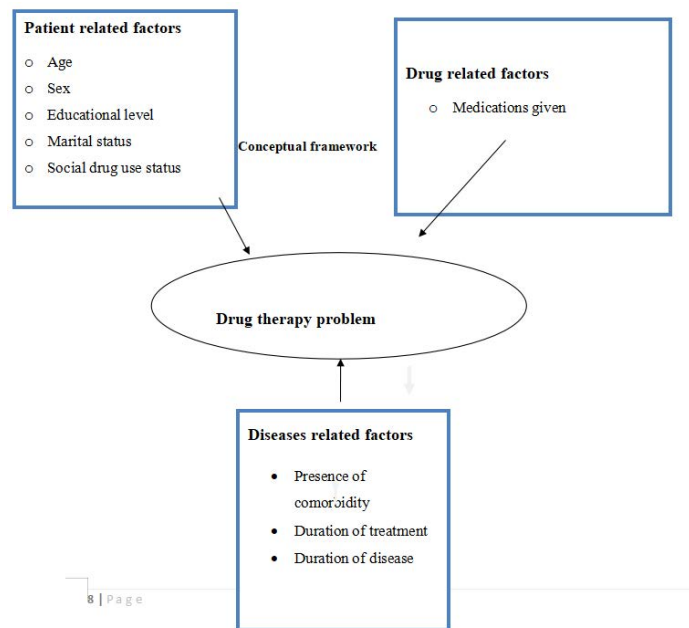 Patient related factors
o Age
o Sex
o Educational level
o Marital status
o Social drug use status
Conceptual framework
Drug related factors
o Medications given
Drug therapy problem
Diseases related factors
• Presence of
comorbidity
• Duration of treatment
• Duration of disease
8 | Page